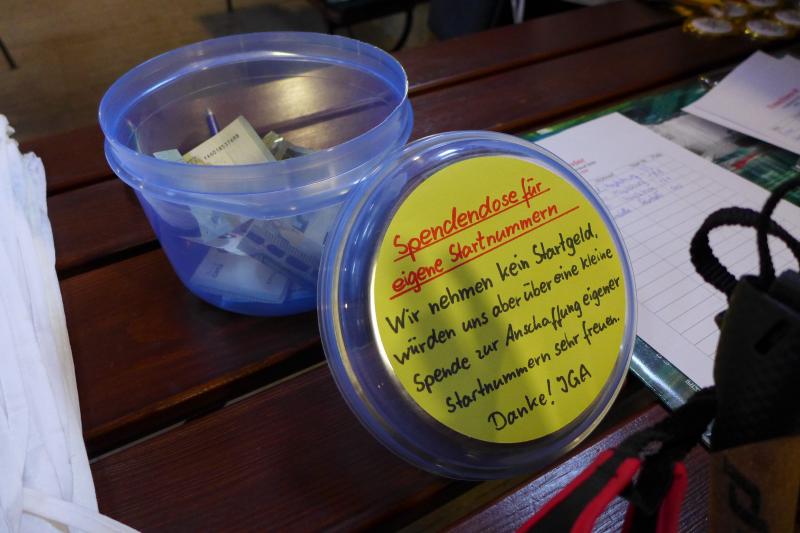 Spendendose für
eigene Startnummern
Wir nehmen kein Startgeld,
würden uns aber über eine kleine
Spende zur Anschaffung eigener
Startnummern sehr freuen.
Danke! JGA